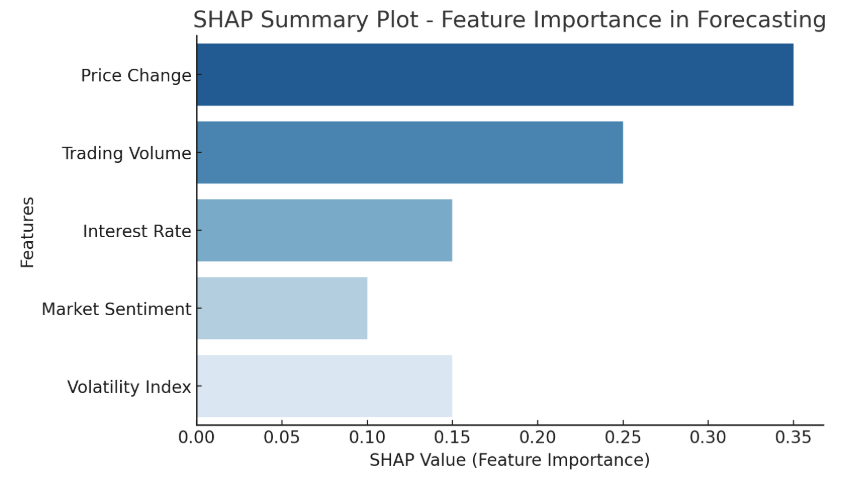 SHAP Summary Plot - Feature Importance in Forecasting
Features
Price Change
Trading Volume
Interest Rate
Market Sentiment
Volatility Index
0.00 0.05 0.10 0.15 0.20 0.25 0.30 0.35
SHAP Value (Feature Importance)